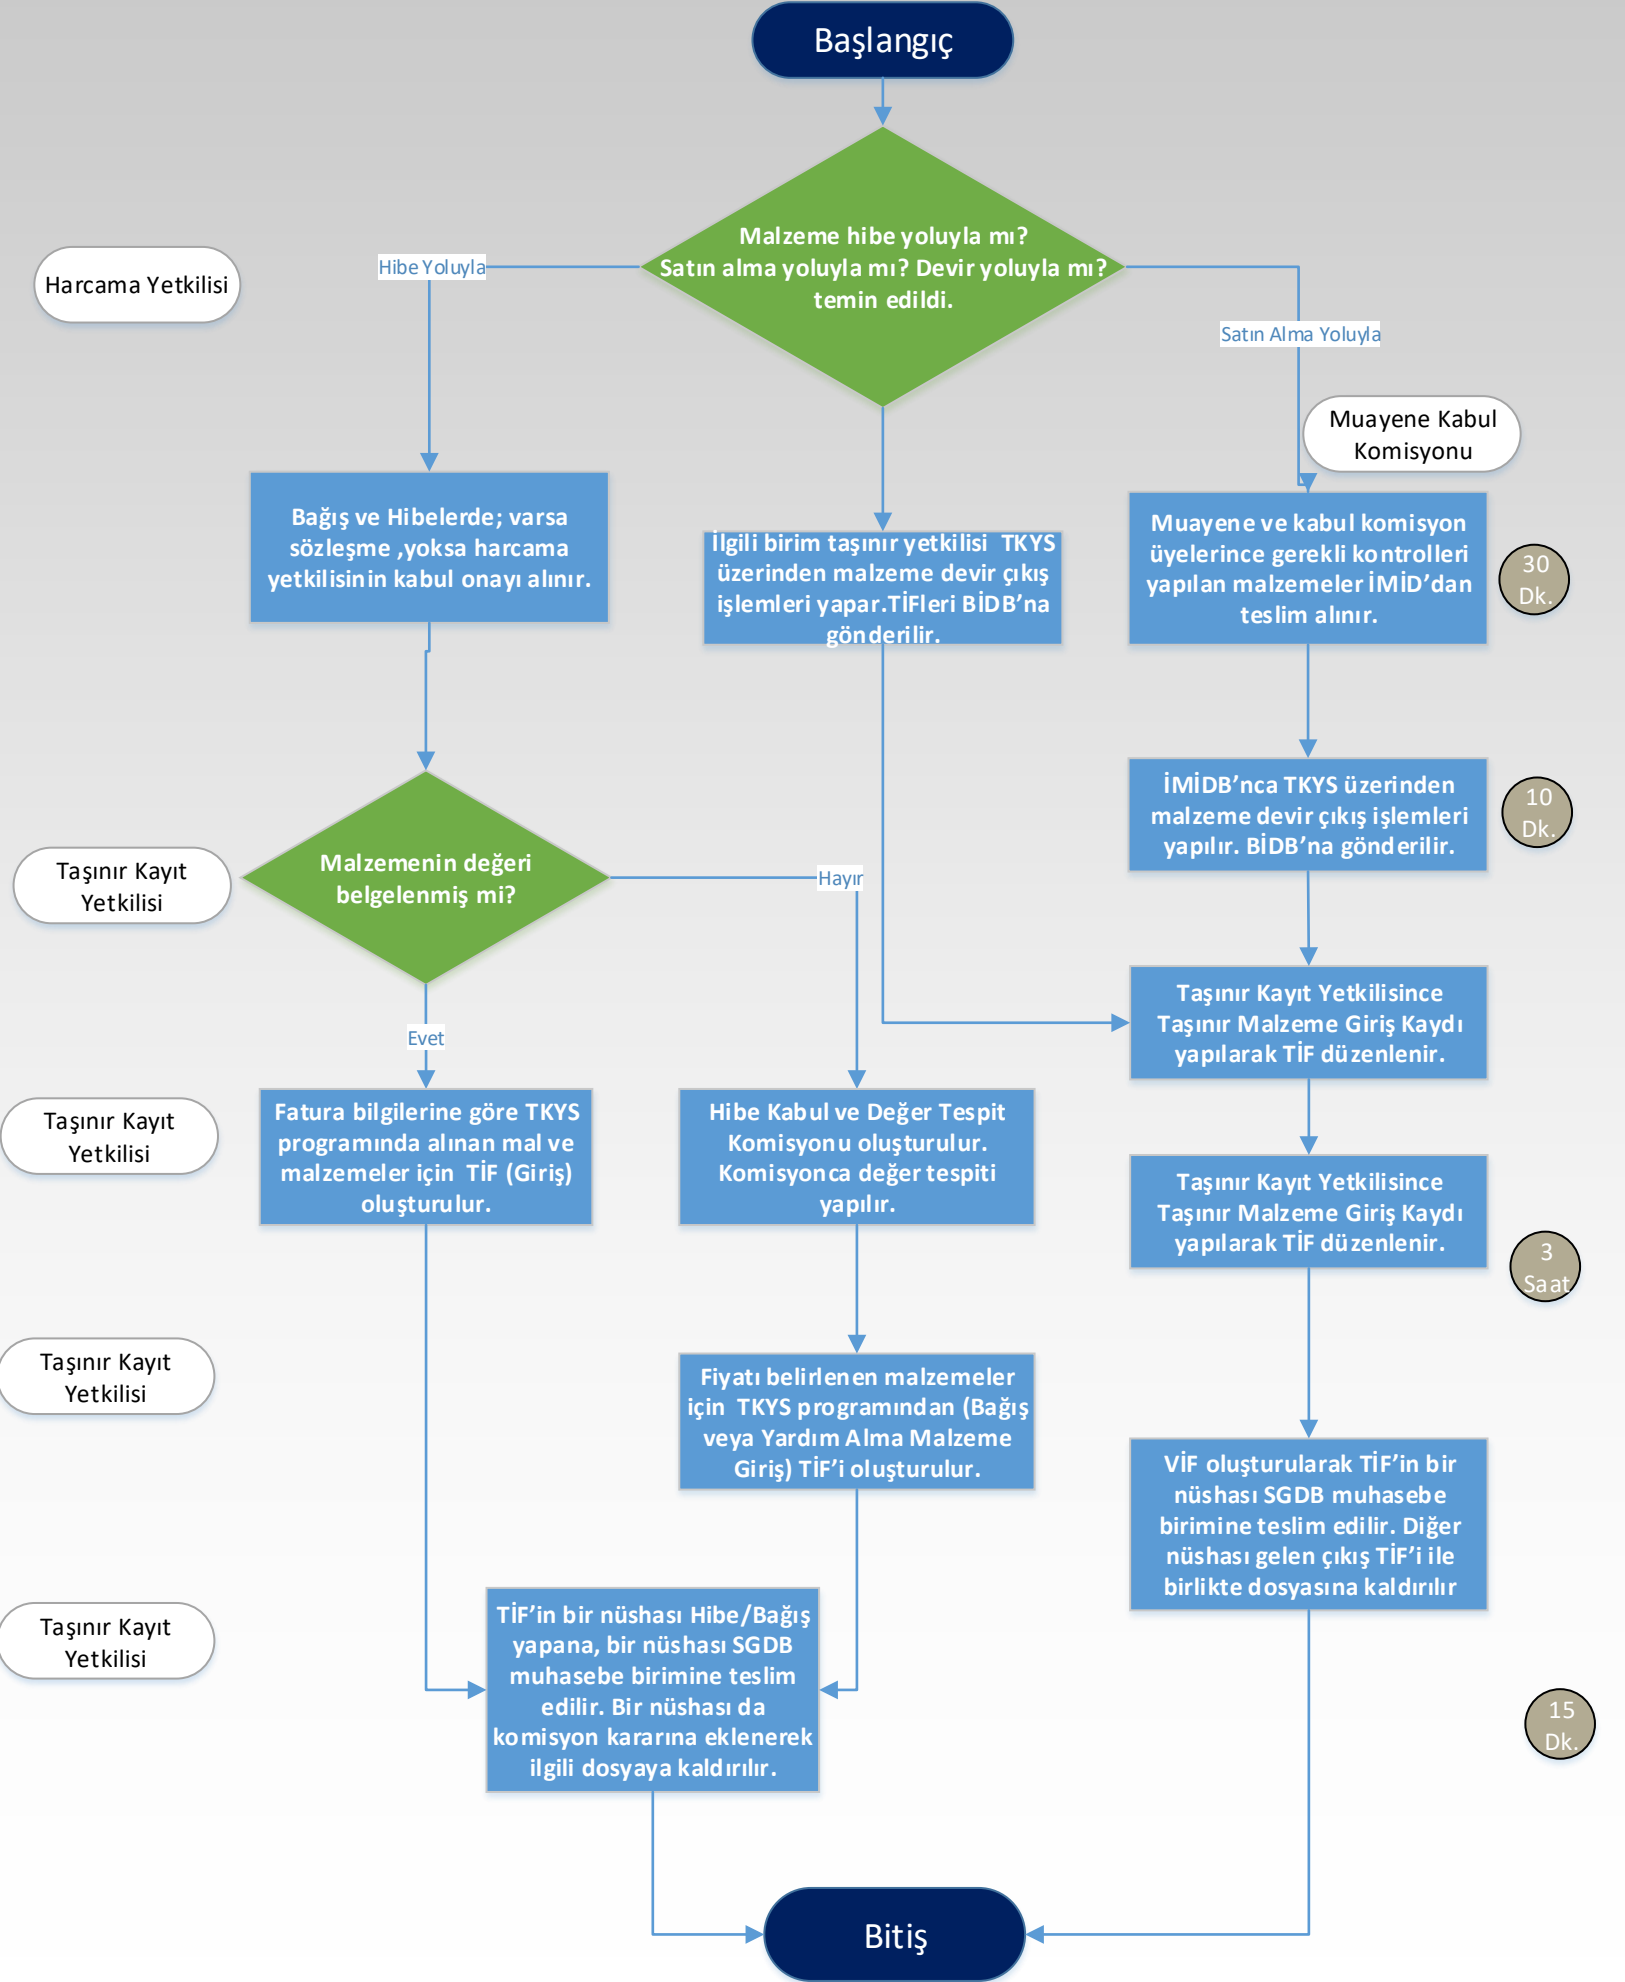 Başlangıç
Malzeme hibe yoluyla mı?
Satın alma yoluyla mı? Devir yoluyla mı?
temin edildi.
Harcama Yetkilisi
Hibe Yoluyla
Satın Alma Yoluyla
Muayene Kabul
Komisyonu
Bağış ve Hibelerde; varsa
sözleşme ,yoksa harcama
yetkilisinin kabul onayı alınır.
İlgili birim taşınır yetkilisi TKYS
üzerinden malzeme devir çıkış
işlemleri yapar.TİFleri BİDB’na
gönderilir.
Muayene ve kabul komisyon
üyelerince gerekli kontrolleri
yapılan malzemeler İMİD’dan
teslim alınır.
30
Dk.
İMİDB’nca TKYS üzerinden
malzeme devir çıkış işlemleri
yapılır. BİDB’na gönderilir.
10
Dk.
Taşınır Kayıt
Yetkilisi
Malzemenin değeri
belgelenmiş mi?
Hayır
Evet
Taşınır Kayıt Yetkilisince
Taşınır Malzeme Giriş Kaydı
yapılarak TİF düzenlenir.
Taşınır Kayıt
Yetkilisi
Fatura bilgilerine göre TKYS
programında alınan mal ve
malzemeler için TİF (Giriş)
oluşturulur.
Hibe Kabul ve Değer Tespit
Komisyonu oluşturulur.
Komisyonca değer tespiti
yapılır.
Taşınır Kayıt Yetkilisince
Taşınır Malzeme Giriş Kaydı
yapılarak TİF düzenlenir.
3
Saat
Taşınır Kayıt
Yetkilisi
Fiyatı belirlenen malzemeler
için TKYS programından (Bağış
veya Yardım Alma Malzeme
Giriş) TİF’i oluşturulur.
VİF oluşturularak TİF’in bir
nüshası SGDB muhasebe
birimine teslim edilir. Diğer
nüshası gelen çıkış TİF’i ile
birlikte dosyasına kaldırılır
Taşınır Kayıt
Yetkilisi
TİF’in bir nüshası Hibe/Bağış
yapana, bir nüshası SGDB
muhasebe birimine teslim
edilir. Bir nüshası da
komisyon kararına eklenerek
ilgili dosyaya kaldırılır.
15
Dk.
Bitiş